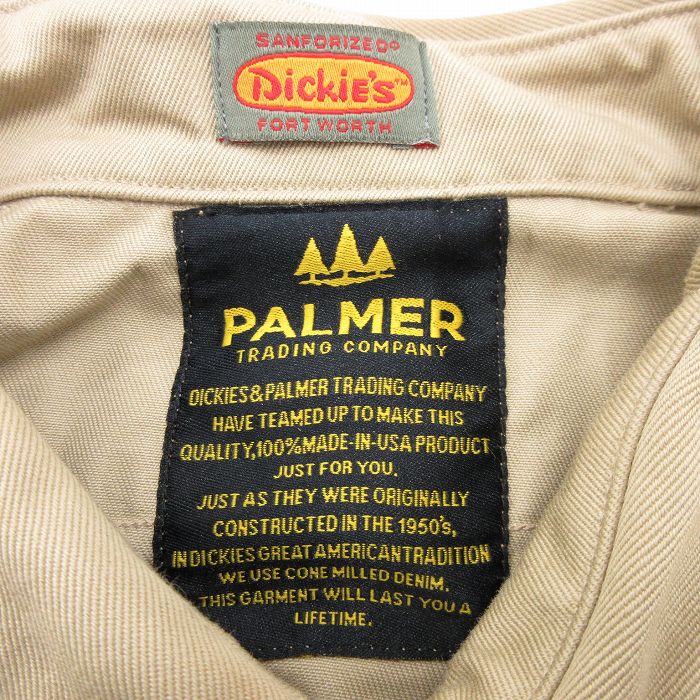 SANFORIZED®
Dickie's™
FORT WORTH
PALMER
TRADING COMPANY
DICKIES&PALMER TRADING COMPANY
HAVE TEAMED UP TO MAKE THIS
QUALITY,100%MADE-IN-USA PRODUCT
JUST FOR YOU.
JUST AS THEY WERE ORIGINALLY
CONSTRUCTED IN THE 1950's,
IN DICKIES GREAT AMERICAN TRADITION
WE USE CONE MILLED DENIM.
THIS GARMENT WILL LAST YOU A
LIFETIME.